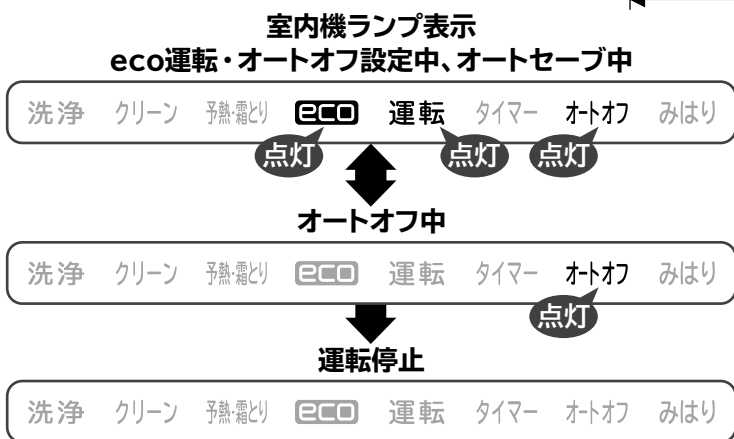 室内機ランプ表示
eco運転・オートオフ設定中、オートセーブ中
洗浄 クリーン 予熱・霜とり eco 運転 タイマー オートオフ みはり
点灯 点灯 点灯
オートオフ中
洗浄 クリーン 予熱・霜とり eco 運転 タイマー オートオフ みはり
点灯
運転停止
洗浄 クリーン 予熱・霜とり eco 運転 タイマー オートオフ みはり